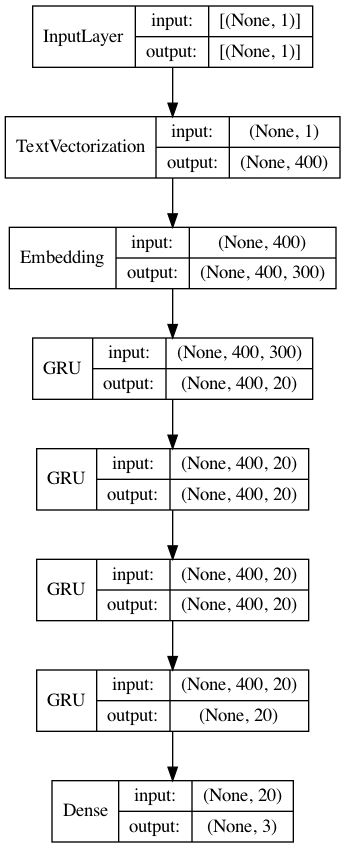 InputLayer
input:
[(None, 1)]
output:
[(None, 1)]
TextVectorization
input:
(None, 1)
output:
(None, 400)
Embedding
input:
(None, 400)
output:
(None, 400, 300)
GRU
input:
(None, 400, 300)
output:
(None, 400, 20)
GRU
input:
(None, 400, 20)
output:
(None, 400, 20)
GRU
input:
(None, 400, 20)
output:
(None, 400, 20)
GRU
input:
(None, 400, 20)
output:
(None, 20)
Dense
input:
(None, 20)
output:
(None, 3)